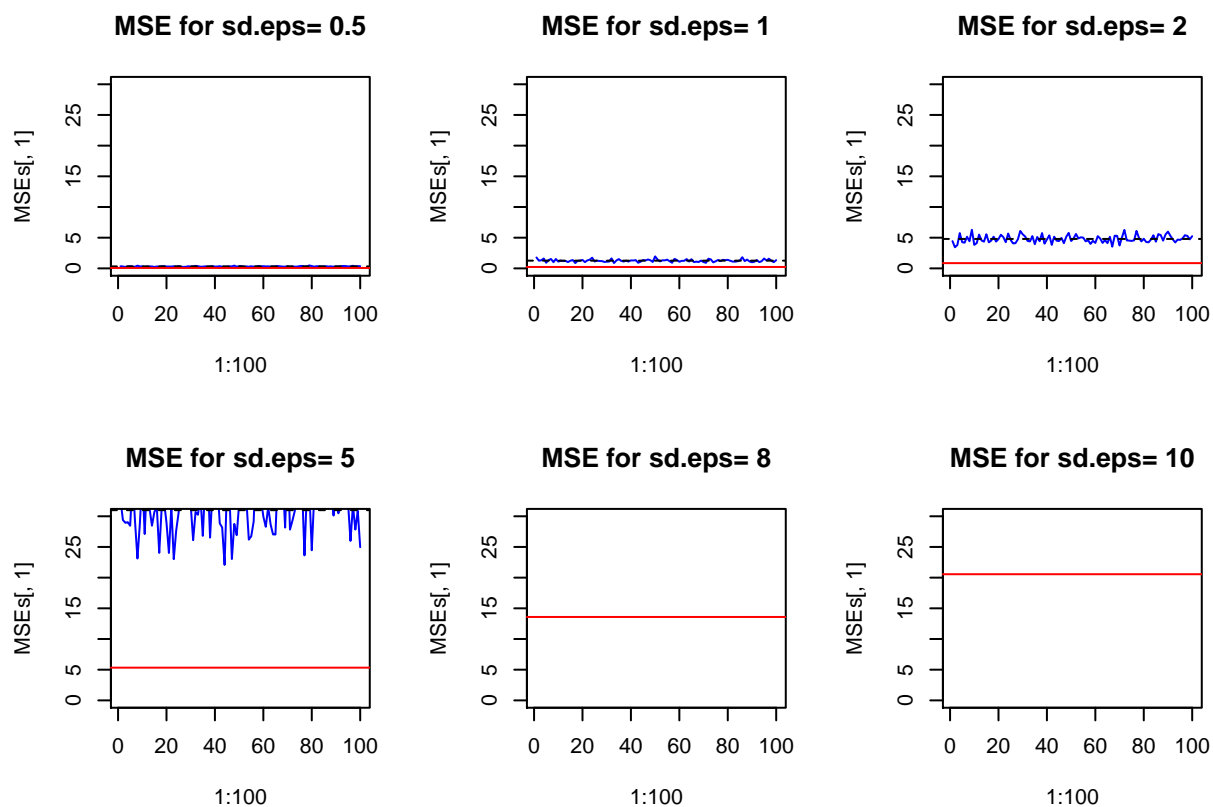 MSE for sd.eps= 0.5
MSEs[, 1]
0 5 15 25
0 20 40 60 80 100
1:100
MSE for sd.eps= 1
MSEs[, 1]
0 5 15 25
0 20 40 60 80 100
1:100
MSE for sd.eps= 2
MSEs[, 1]
0 5 15 25
0 20 40 60 80 100
1:100
MSE for sd.eps= 5
MSEs[, 1]
0 5 15 25
0 20 40 60 80 100
1:100
MSE for sd.eps= 8
MSEs[, 1]
0 5 15 25
0 20 40 60 80 100
1:100
MSE for sd.eps= 10
MSEs[, 1]
0 5 15 25
0 20 40 60 80 100
1:100